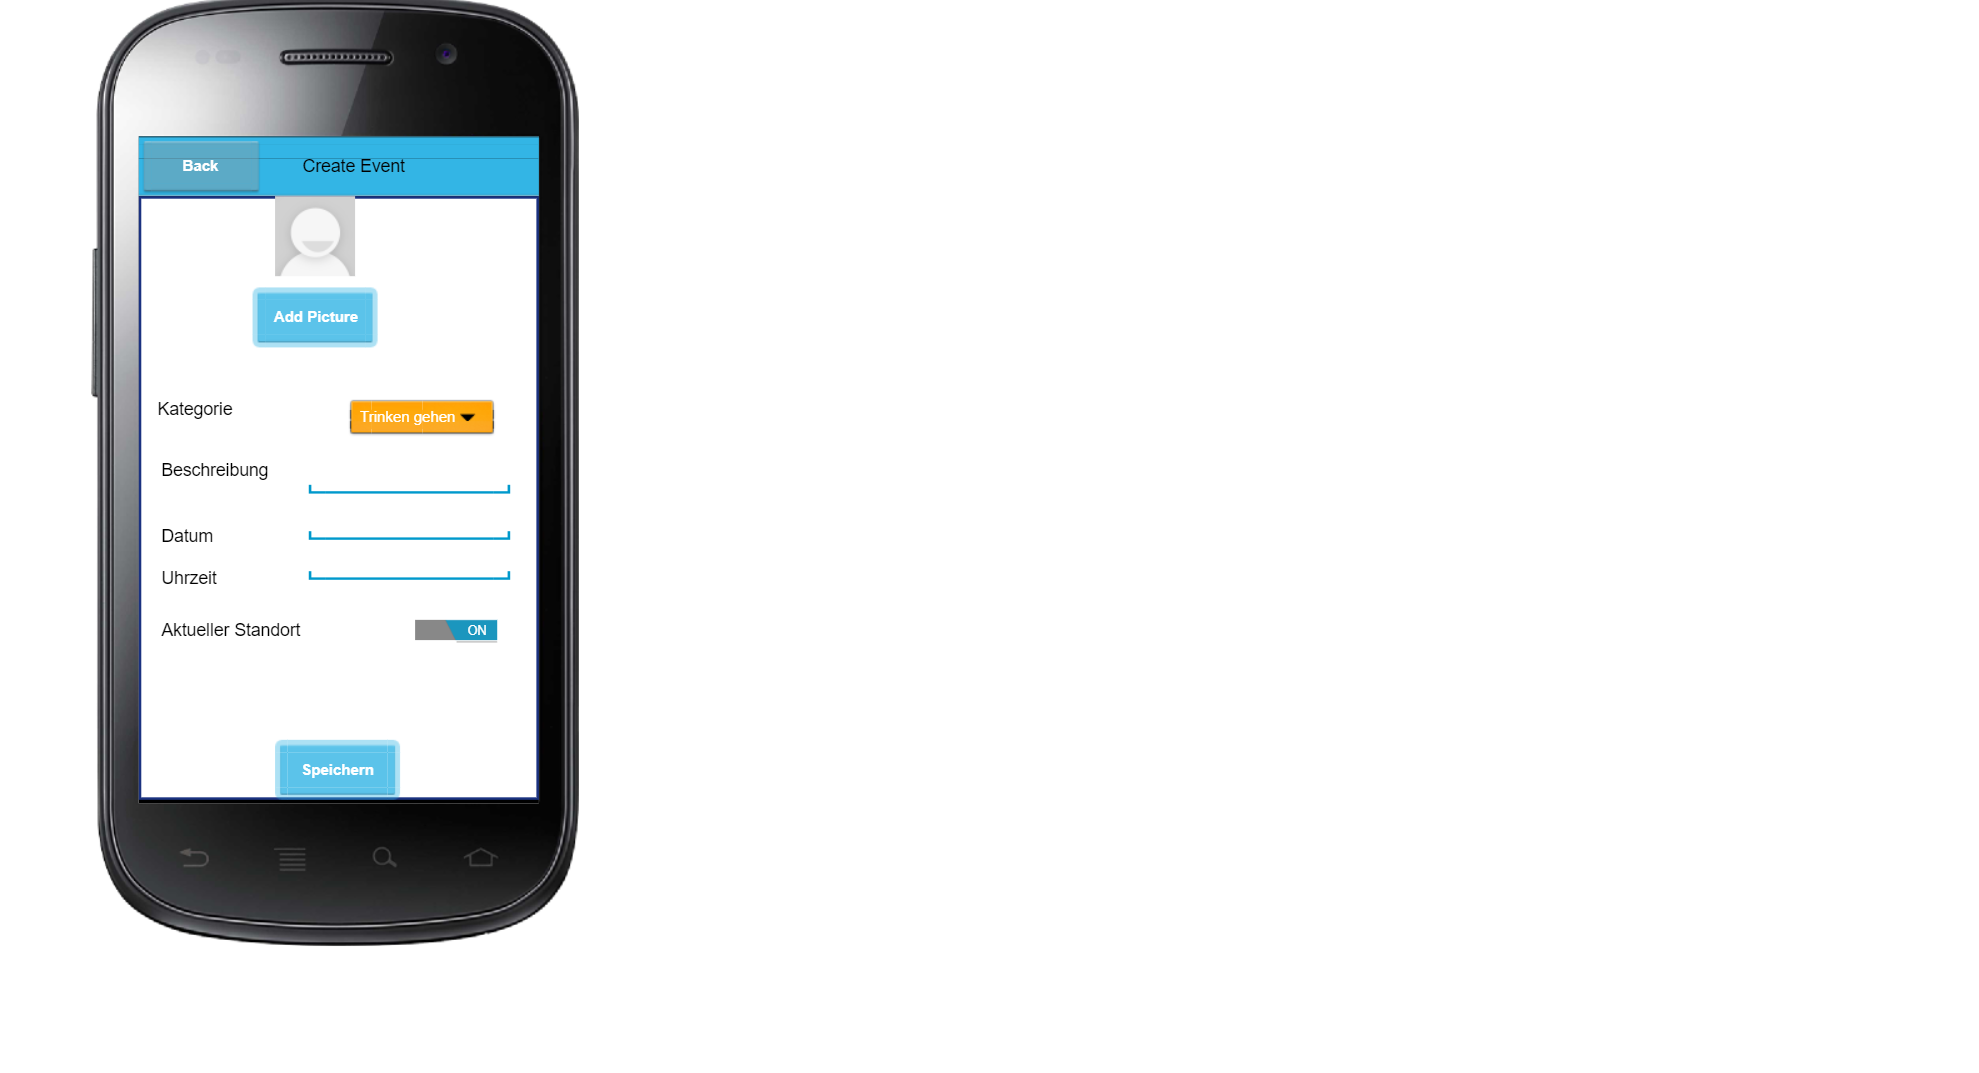 Back
Create Event
Add Picture
Kategorie
Trinken gehen
Beschreibung
Datum
Uhrzeit
Aktueller Standort
ON
Speichern